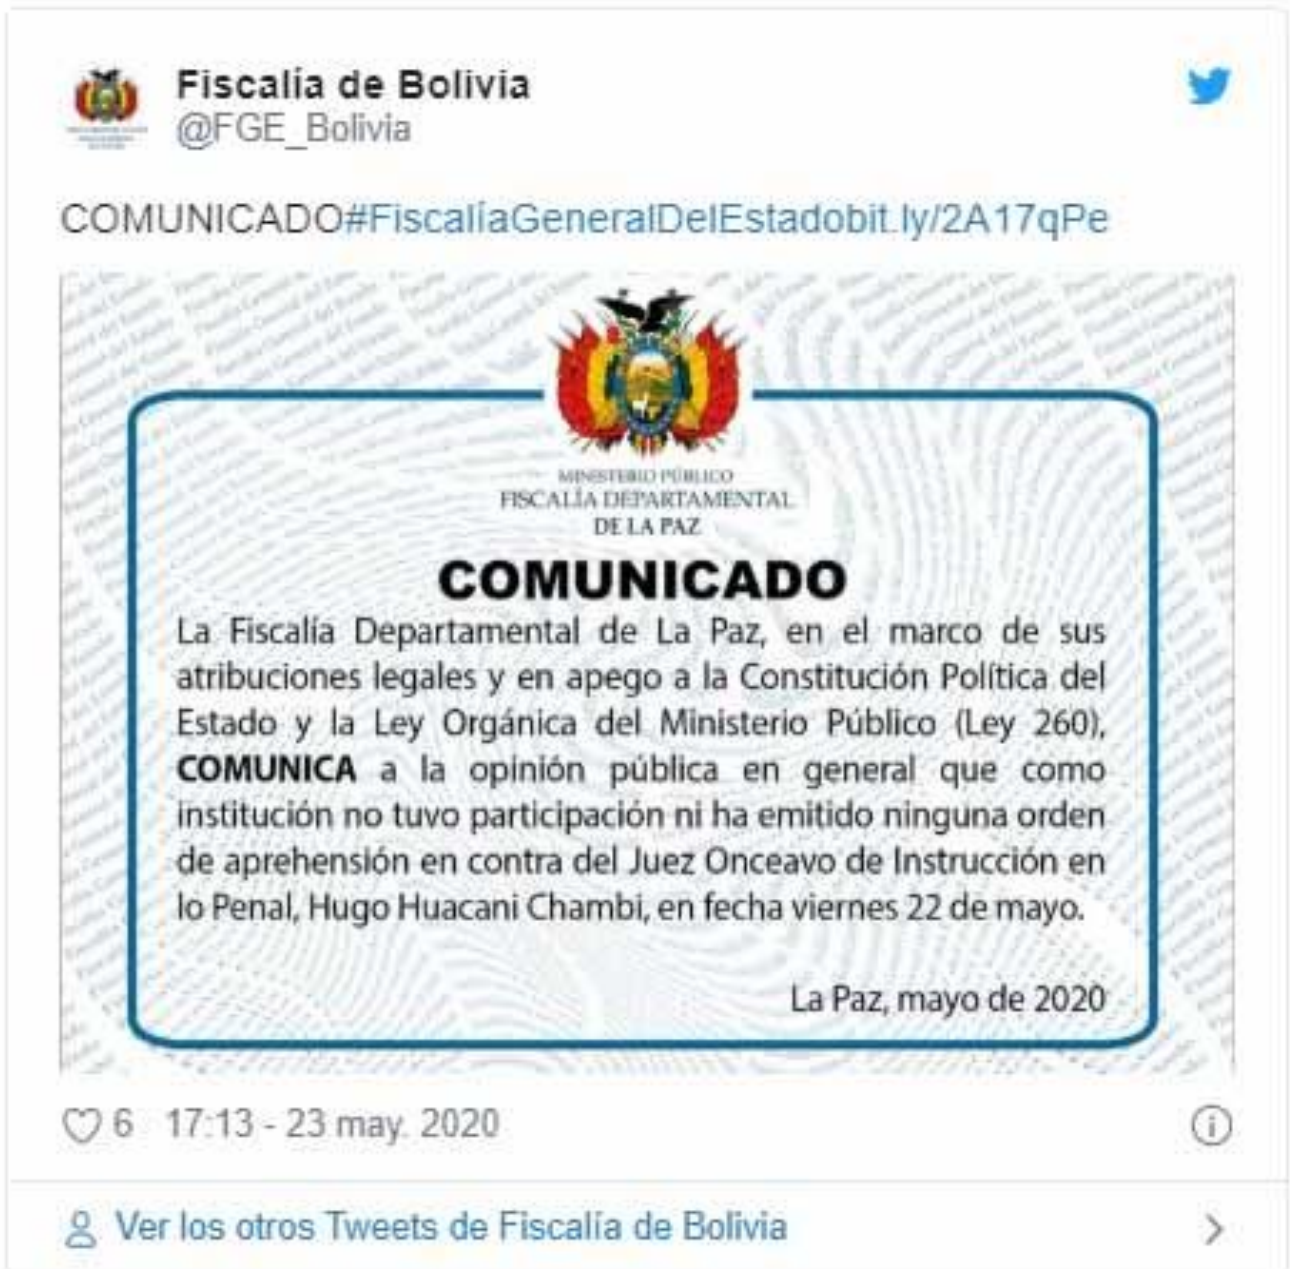 Fiscalía de Bolivia
@FGE_Bolivia
COMUNICADO#FiscalíaGeneralDelEstadobit.ly/2A17qPe
MINISTERIO PÚBLICO
FISCALÍA DEPARTAMENTAL
DE LA PAZ
COMUNICADO
La Fiscalía Departamental de La Paz, en el marco de sus
atribuciones legales y en apego a la Constitución Política del
Estado y la Ley Orgánica del Ministerio Público (Ley 260),
COMUNICA a la opinión pública en general que como
institución no tuvo participación ni ha emitido ninguna orden
de aprehensión en contra del Juez Onceavo de Instrucción en
lo Penal, Hugo Huacani Chambi, en fecha viernes 22 de mayo.
La Paz, mayo de 2020
6 17:13 - 23 may. 2020
Ver los otros Tweets de Fiscalía de Bolivia